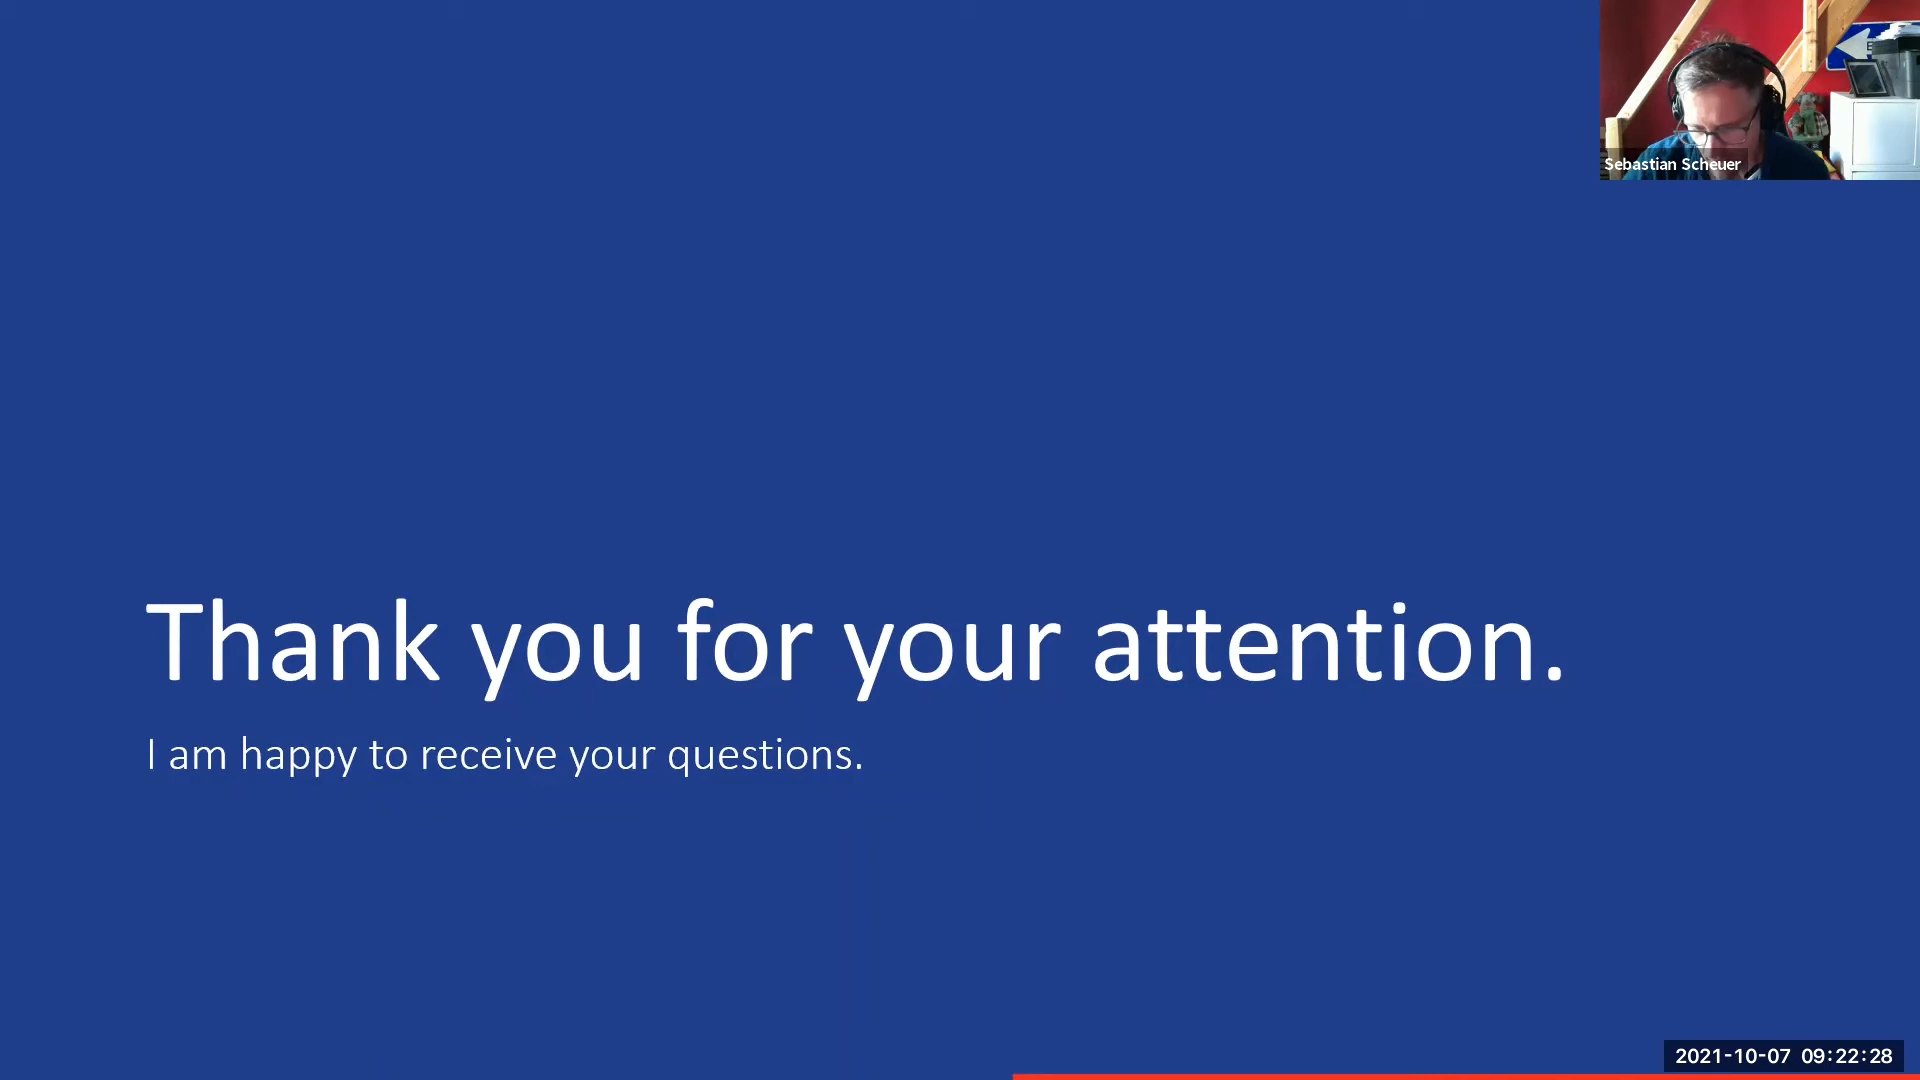 Sebastian Scheuer
Thank you for your attention.
I am happy to receive your questions.
2021-10-07 09:22:28